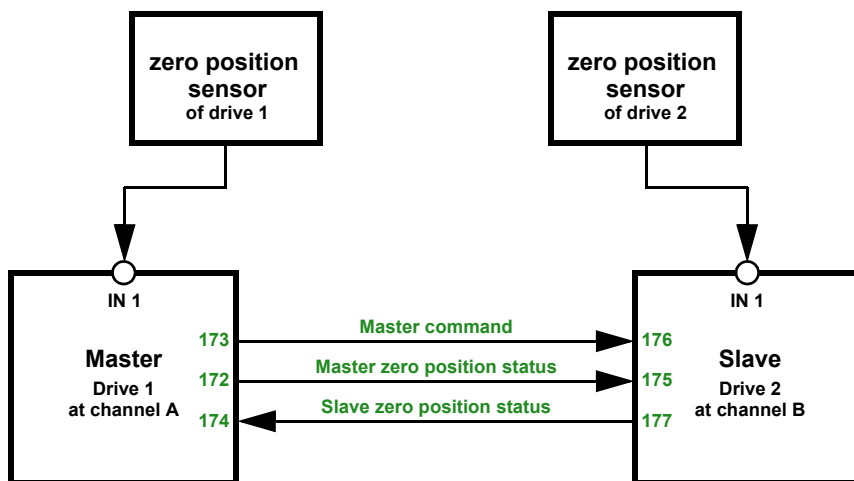 zero position
sensor
of drive 1
zero position
sensor
of drive 2
IN 1
IN 1
173
Master command
176
Master
Drive 1
at channel A
172
Master zero position status
175
Slave
Drive 2
at channel B
174
Slave zero position status
177